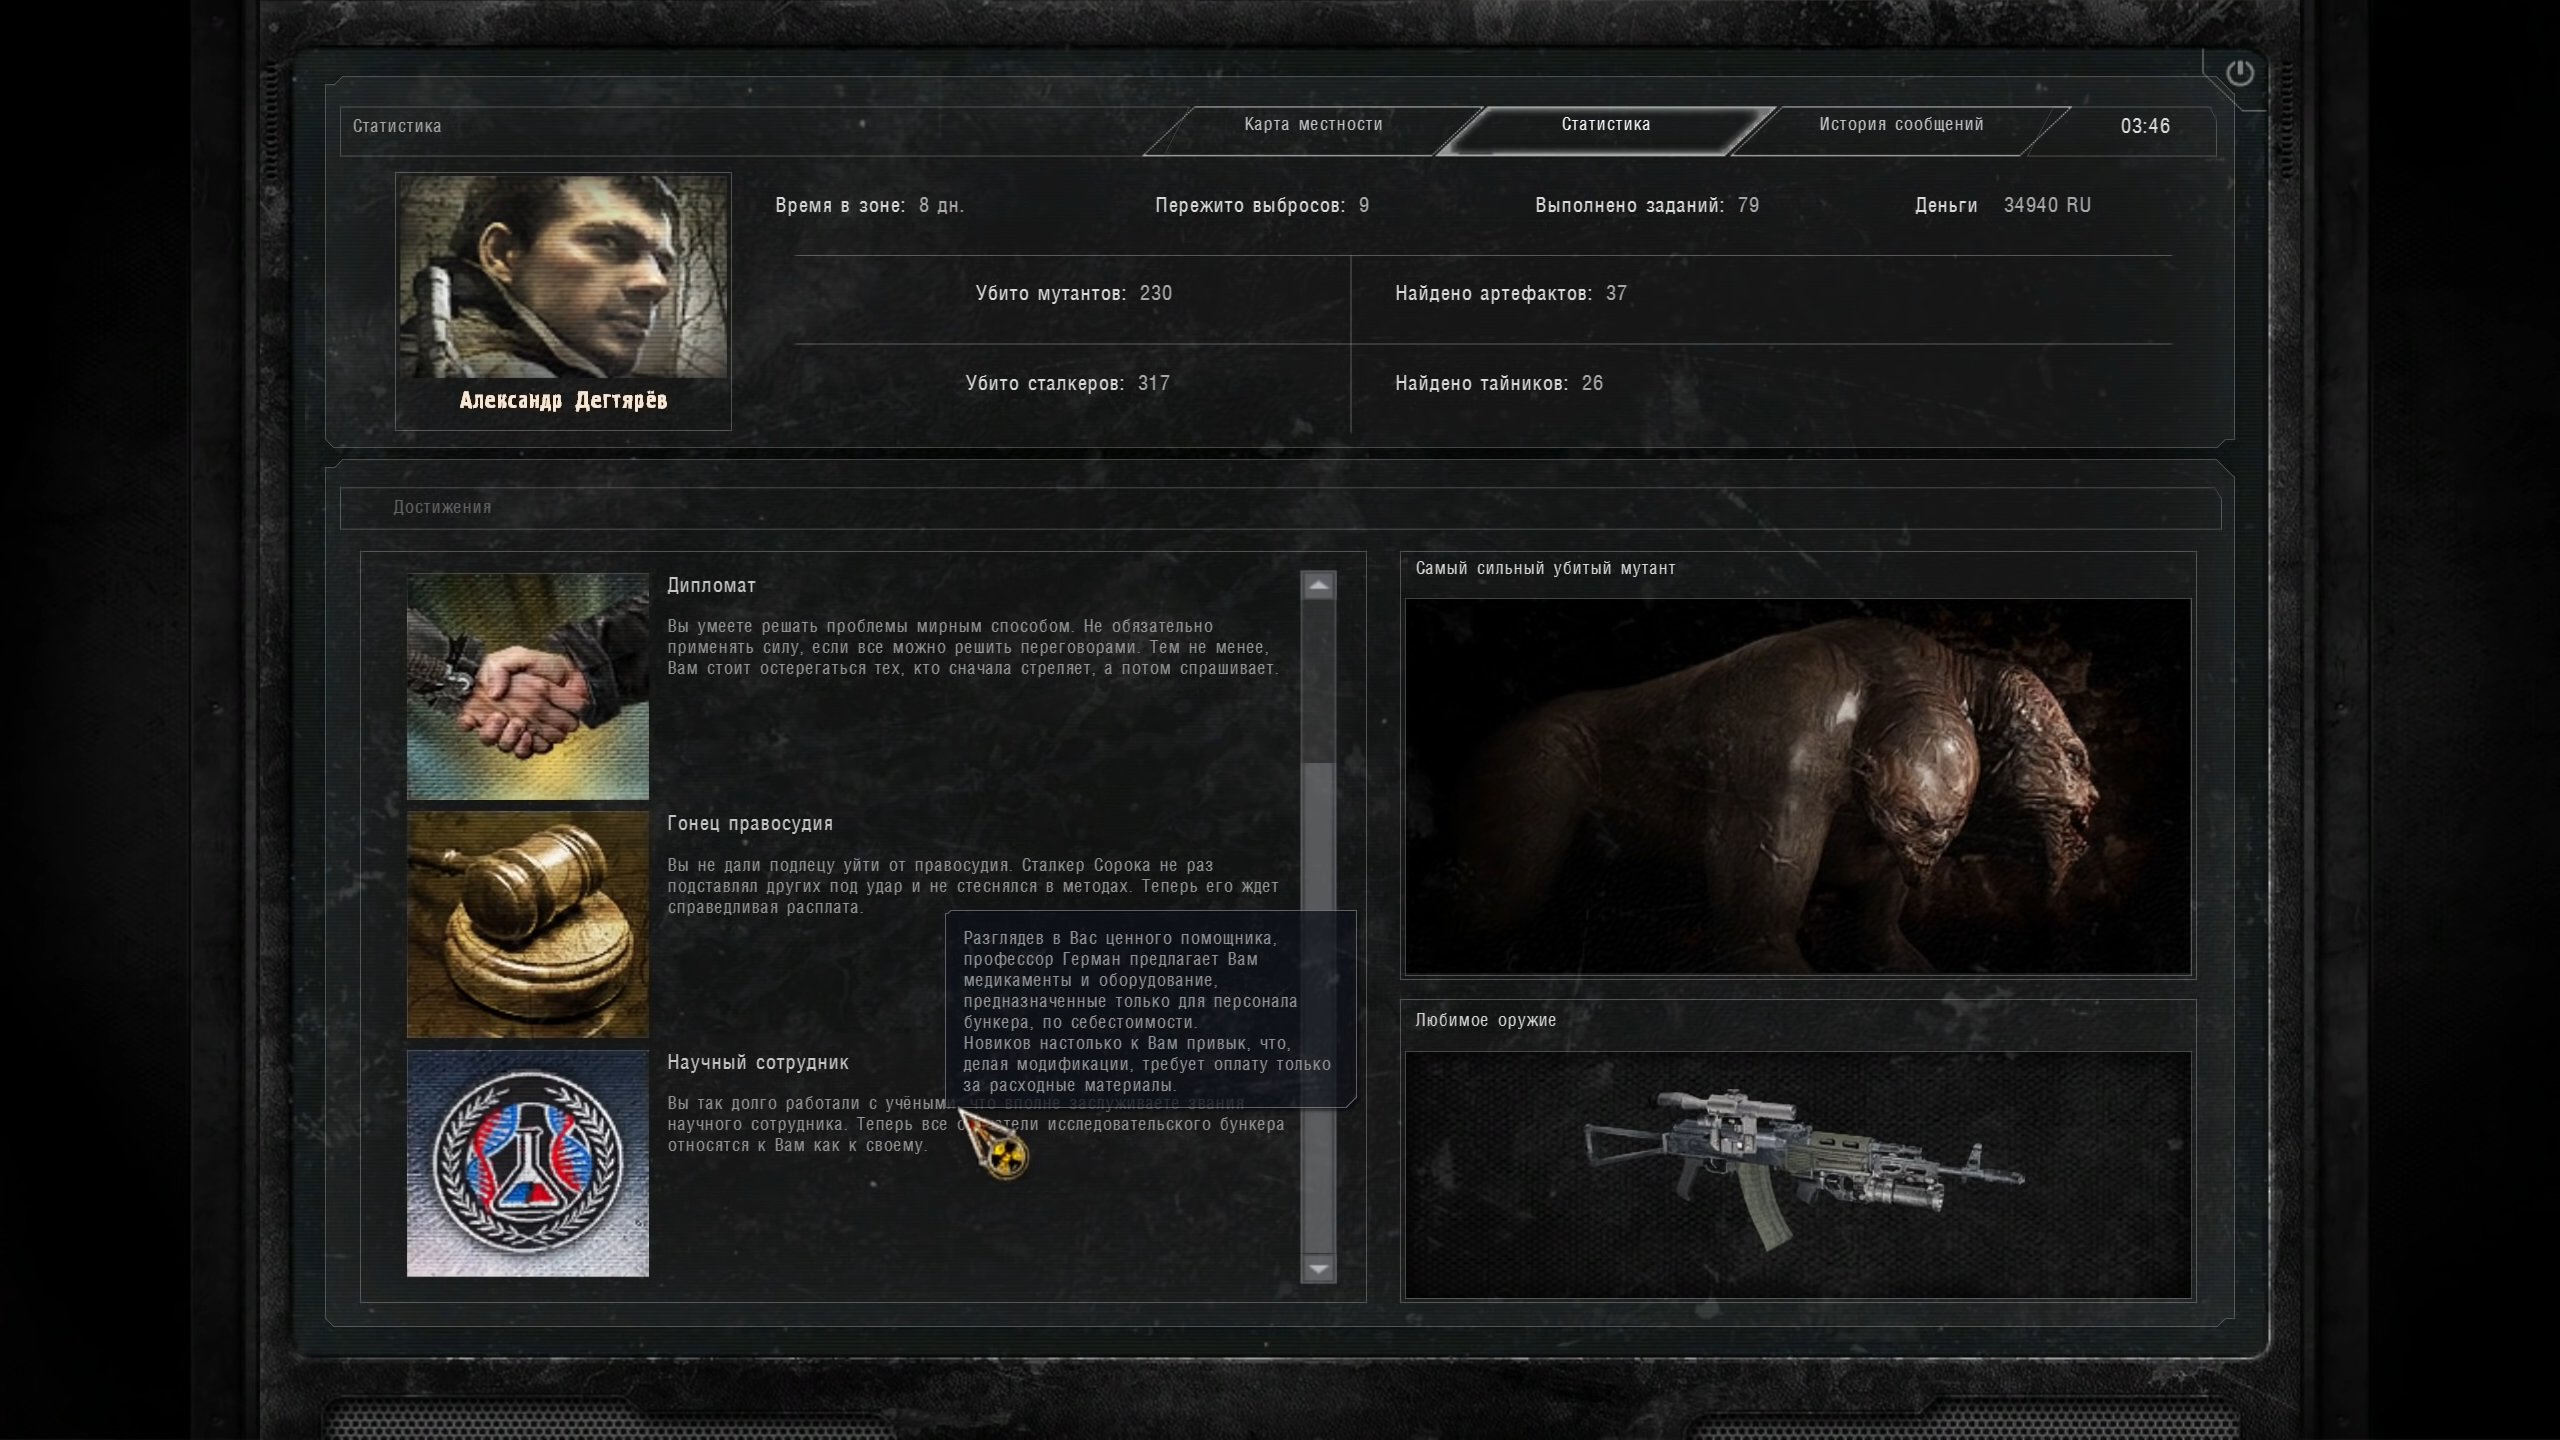 Статистика
Карта местности
Статистика
История сообщений
03:46
Время в зоне: 8 дн.
Пережито выбросов: 9
Выполнено заданий: 79
Деньги 34940 RU
Убито мутантов: 230
Найдено артефактов: 37
Убито сталкеров: 317
Найдено тайников: 26
Александр Дегтярёв
Достижения
Дипломат
Вы умеете решать проблемы мирным способом. Не обязательно
применять силу, если все можно решить переговорами. Тем не менее,
Вам стоит остерегаться тех, кто сначала стреляет, а потом спрашивает.
Гонец правосудия
Вы не дали подлецу уйти от правосудия. Сталкер Сорока не раз
подставлял других под удар и не стеснялся в методах. Теперь его ждет
справедливая расплата.
Научный сотрудник
Вы так долго работали с учёными, что вполне заслуживаете звания
научного сотрудника. Теперь все исследовательского бункера
относятся к Вам как к своему.
Разглядев в Вас ценного помощника,
профессор Герман предлагает Вам
медикаменты и оборудование,
предназначенные только для персонала
бункера, по себестоимости.
Новиков настолько к Вам привык, что,
делая модификации, требует оплату только
за расходные материалы.
Самый сильный убитый мутант
Любимое оружие